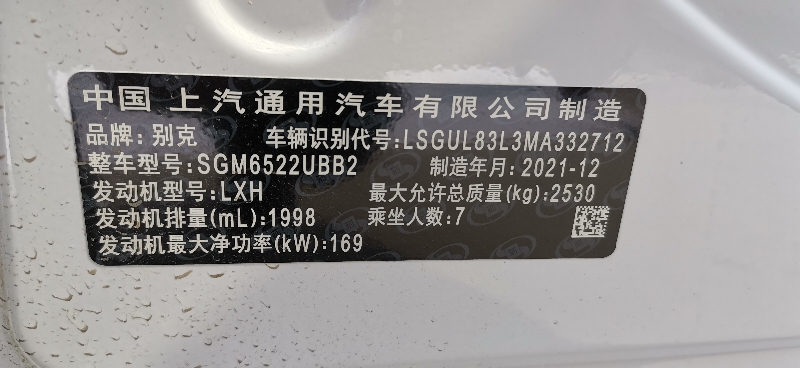 中国 上汽通用汽车有限公司制造
品牌: 别克 车辆识别代号:LSGUL83L3MA332712
整车型号:SGM6522UBB2 制造年月:2021-12
发动机型号:LXH 最大允许总质量(kg):2530
发动机排量(mL):1998 乘坐人数:7
发动机最大净功率(kW):169